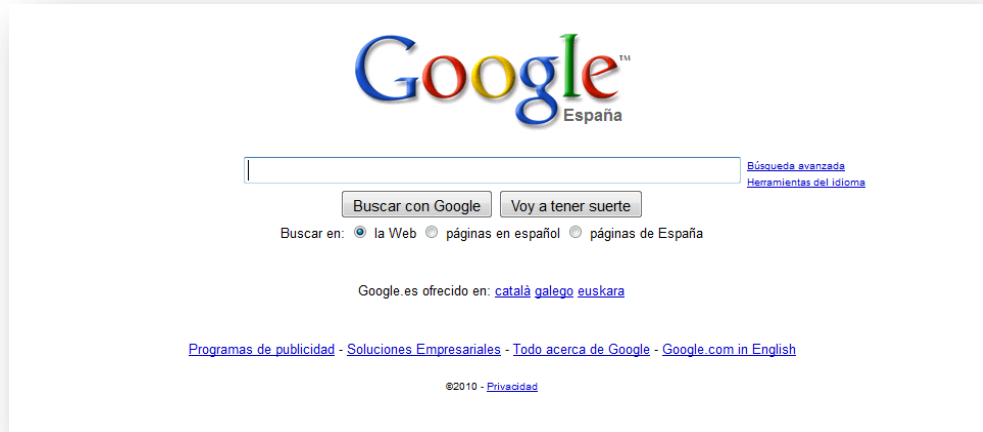 Google™
España
Búsqueda avanzada
Herramientas del idioma
Buscar con Google Voy a tener suerte
Buscar en: la Web páginas en español páginas de España
Google.es ofrecido en: català galego euskara
Programas de publicidad - Soluciones Empresariales - Todo acerca de Google - Google.com in English
©2010 - Privacidad